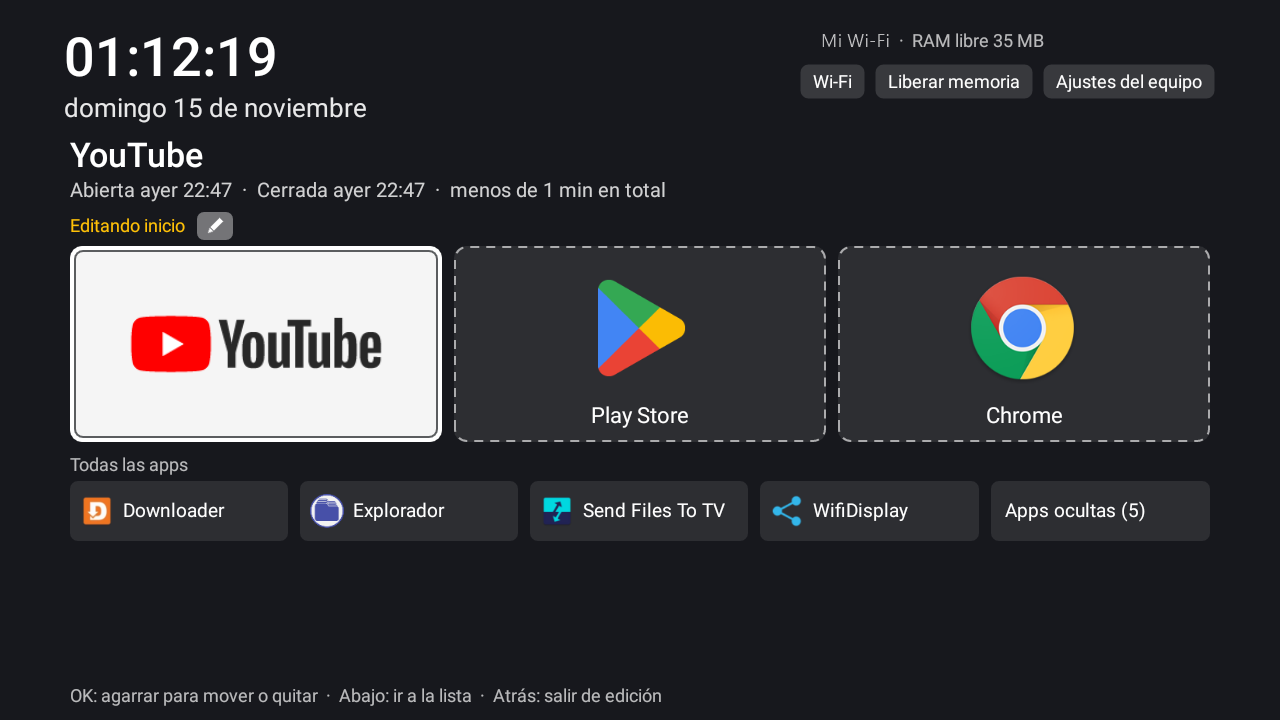 01:12:19
Mi Wi-Fi · RAM libre 35 MB
Wi-Fi
Liberar memoria
Ajustes del equipo
domingo 15 de noviembre
YouTube
Abierta ayer 22:47 · Cerrada ayer 22:47 · menos de 1 min en total
Editando inicio
YouTube
Play Store
Chrome
Todas las apps
Downloader
Explorador
Send Files To TV
WifiDisplay
Apps ocultas (5)
OK: agarrar para mover o quitar · Abajo: ir a la lista · Atrás: salir de edición